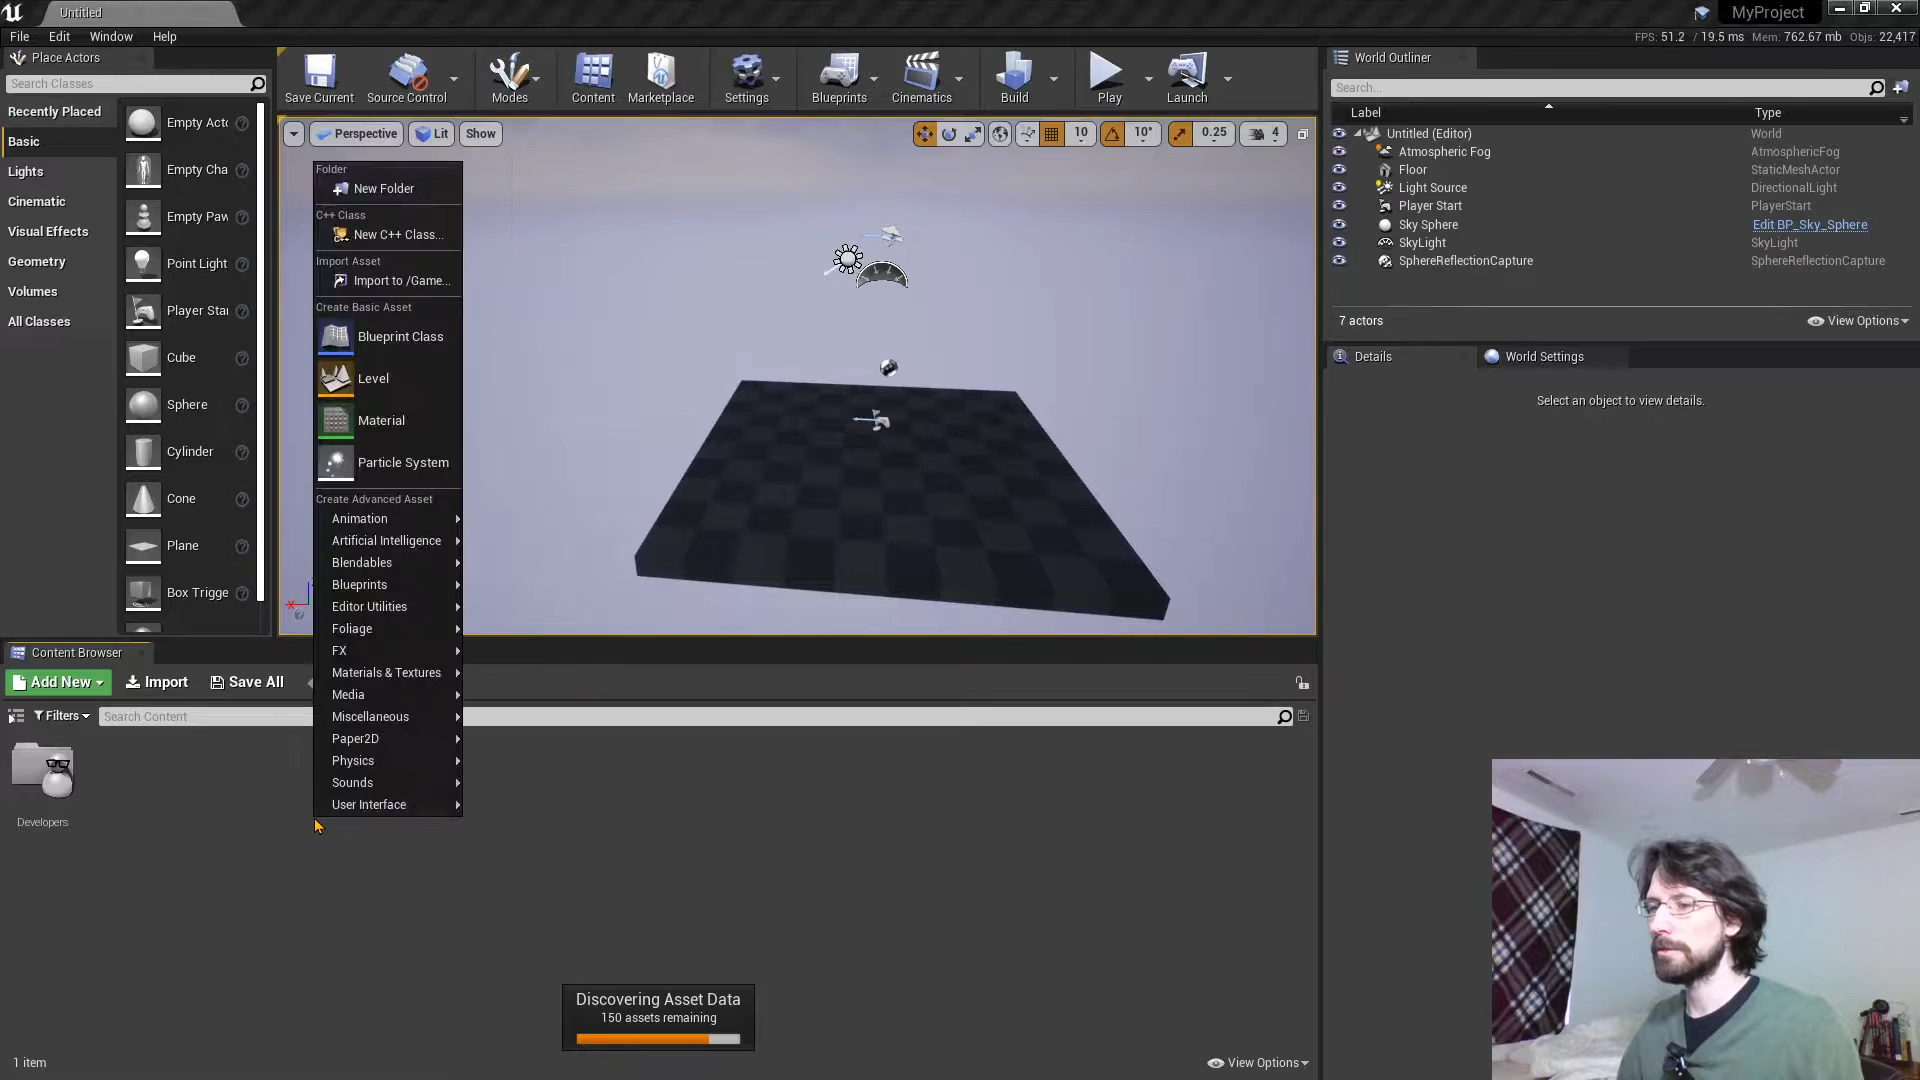 Untitled
MyProject
File Edit Window Help
FPS: 51.2 / 19.5 ms Mem: 762.67 mb Objs: 22,417
Place Actors
Search Classes
Recently Placed
Basic
Lights
Cinematic
Visual Effects
Geometry
Volumes
All Classes
Empty Acto
Empty Cha
Empty Paw
Point Light
Player Star
Cube
Sphere
Cylinder
Cone
Plane
Box Trigge
Save Current
Source Control
Modes
Content
Marketplace
Settings
Blueprints
Cinematics
Build
Play
Launch
Perspective Lit Show
10 10° 0.25 4
Folder
New Folder
C++ Class
New C++ Class...
Import Asset
Import to /Game...
Create Basic Asset
Blueprint Class
Level
Material
Particle System
Create Advanced Asset
Animation
Artificial Intelligence
Blendables
Blueprints
Editor Utilities
Foliage
FX
Materials & Textures
Media
Miscellaneous
Paper2D
Physics
Sounds
User Interface
World Outliner
Search...
Label Type
Untitled (Editor) World
Atmospheric Fog AtmosphericFog
Floor StaticMeshActor
Light Source DirectionalLight
Player Start PlayerStart
Sky Sphere Edit BP_Sky_Sphere
SkyLight SkyLight
SphereReflectionCapture SphereReflectionCapture
7 actors View Options
Details World Settings
Select an object to view details.
Content Browser
Add New Import Save All
Filters Search Content
Developers
Discovering Asset Data
150 assets remaining
1 item View Options